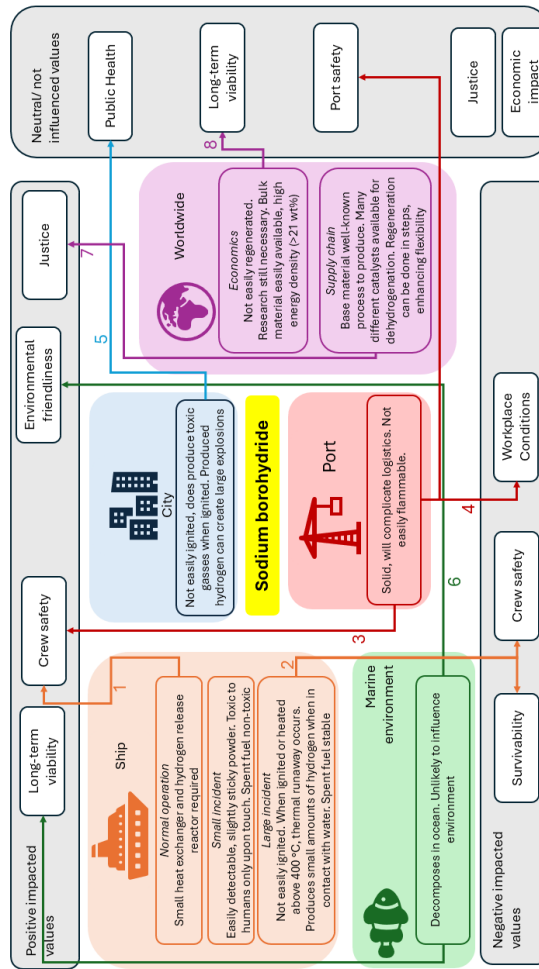 Positive impacted
values
Long-term
viability
Crew safety
Environmental
friendliness
Justice
Neutral/ not
influenced values
Public Health
Long-term
viability
Port safety
Justice
Economic
impact
Ship
Normal operation
Small heat exchanger and hydrogen release
reactor required
Small incident
Easily detectable, slightly sticky powder. Toxic to
humans only upon touch. Spent fuel non-toxic
Large incident
Not easily ignited. When ignited or heated
above 400 °C, thermal runaway occurs.
Produces small amounts of hydrogen when in
contact with water. Spent fuel stable
1
2
3
City
Not easily ignited, does produce toxic
gasses when ignited. Produced
hydrogen can create large explosions
5
Sodium borohydride
Port
Solid, will complicate logistics. Not
easily flammable.
4
Worldwide
Economics
Not easily regenerated.
Research still necessary. Bulk
material easily available, high
energy density (>21 wt%)
Supply chain
Base material well-known
process to produce. Many
different catalysts available for
dehydrogenation. Regeneration
can be done in steps,
enhancing flexibility
7
8
Marine
environment
Decomposes in ocean. Unlikely to influence
environment
6
Negative impacted
values
Survivability
Crew safety
Workplace
Conditions